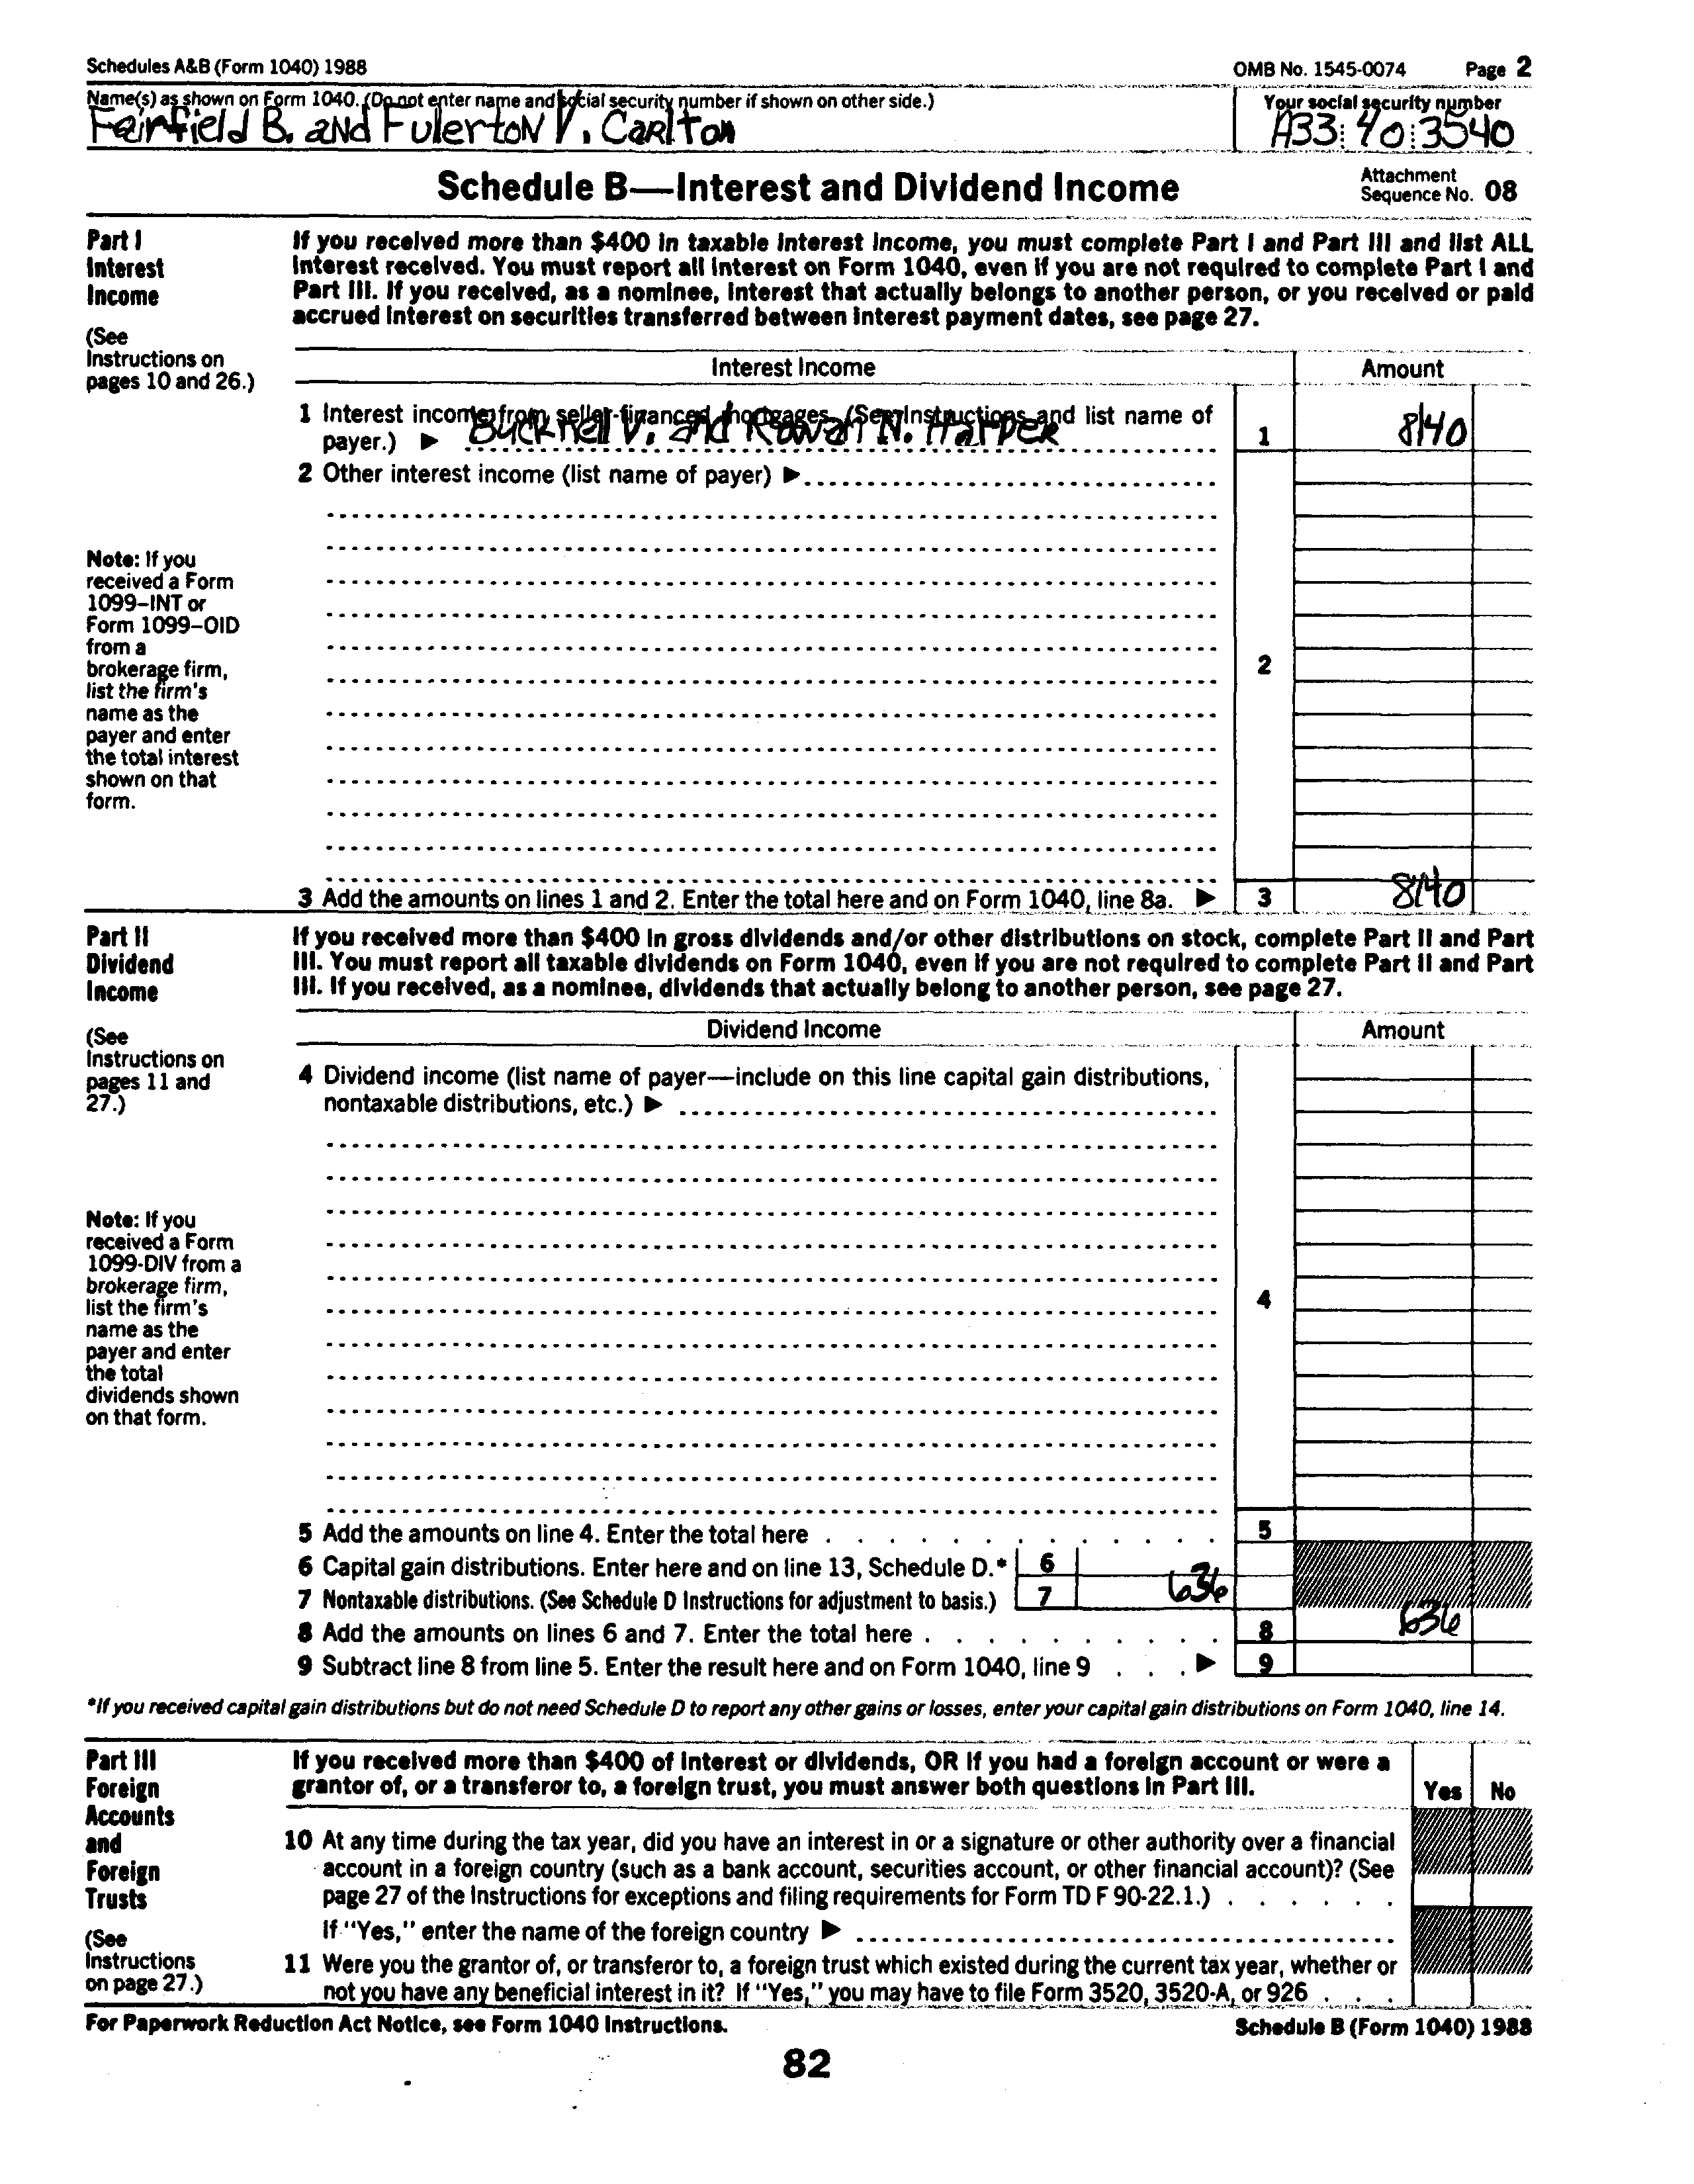 Schedules A&B (Form 1040) 1988 OMB No. 1545-0074 Page 2
Name(s) as shown on Form 1040. (Do not enter name and social security number if shown on other side.) Your social security number
Fairfield B. and Fulerton V. Carlton A33 40 3540
Schedule B—Interest and Dividend Income Attachment Sequence No. 08
Part I
Interest
Income
(See
Instructions on
pages 10 and 26.)
If you received more than $400 in taxable interest income, you must complete Part I and Part III and list ALL
interest received. You must report all interest on Form 1040, even if you are not required to complete Part I and
Part III. If you received, as a nominee, interest that actually belongs to another person, or you received or paid
accrued interest on securities transferred between interest payment dates, see page 27.
Interest Income Amount
1 Interest income from seller-financed mortgages. (See Instructions and list name of
payer.) ► Bucknell V. and Rowan N. Harper 1 8140
2 Other interest income (list name of payer) ►
Note: If you
received a Form
1099–INT or
Form 1099–OID
from a
brokerage firm,
list the firm's
name as the
payer and enter
the total interest
shown on that
form.
2
3 Add the amounts on lines 1 and 2. Enter the total here and on Form 1040, line 8a. ► 3 8140
Part II
Dividend
Income
(See
Instructions on
pages 11 and
27.)
If you received more than $400 in gross dividends and/or other distributions on stock, complete Part II and Part
III. You must report all taxable dividends on Form 1040, even if you are not required to complete Part II and Part
III. If you received, as a nominee, dividends that actually belong to another person, see page 27.
Dividend Income Amount
4 Dividend income (list name of payer—include on this line capital gain distributions,
nontaxable distributions, etc.) ►
Note: If you
received a Form
1099-DIV from a
brokerage firm,
list the firm's
name as the
payer and enter
the total
dividends shown
on that form.
4
5 Add the amounts on line 4. Enter the total here 5
6 Capital gain distributions. Enter here and on line 13, Schedule D.* 6
7 Nontaxable distributions. (See Schedule D Instructions for adjustment to basis.) 7 636
8 Add the amounts on lines 6 and 7. Enter the total here 8 636
9 Subtract line 8 from line 5. Enter the result here and on Form 1040, line 9 ► 9
*If you received capital gain distributions but do not need Schedule D to report any other gains or losses, enter your capital gain distributions on Form 1040, line 14.
Part III
Foreign
Accounts
and
Foreign
Trusts
(See
Instructions
on page 27.)
If you received more than $400 of interest or dividends, OR if you had a foreign account or were a
grantor of, or a transferor to, a foreign trust, you must answer both questions in Part III. Yes No
10 At any time during the tax year, did you have an interest in or a signature or other authority over a financial
account in a foreign country (such as a bank account, securities account, or other financial account)? (See
page 27 of the Instructions for exceptions and filing requirements for Form TD F 90-22.1.)
If "Yes," enter the name of the foreign country ►
11 Were you the grantor of, or transferor to, a foreign trust which existed during the current tax year, whether or
not you have any beneficial interest in it? If "Yes," you may have to file Form 3520, 3520-A, or 926
For Paperwork Reduction Act Notice, see Form 1040 Instructions. Schedule B (Form 1040) 1988
82